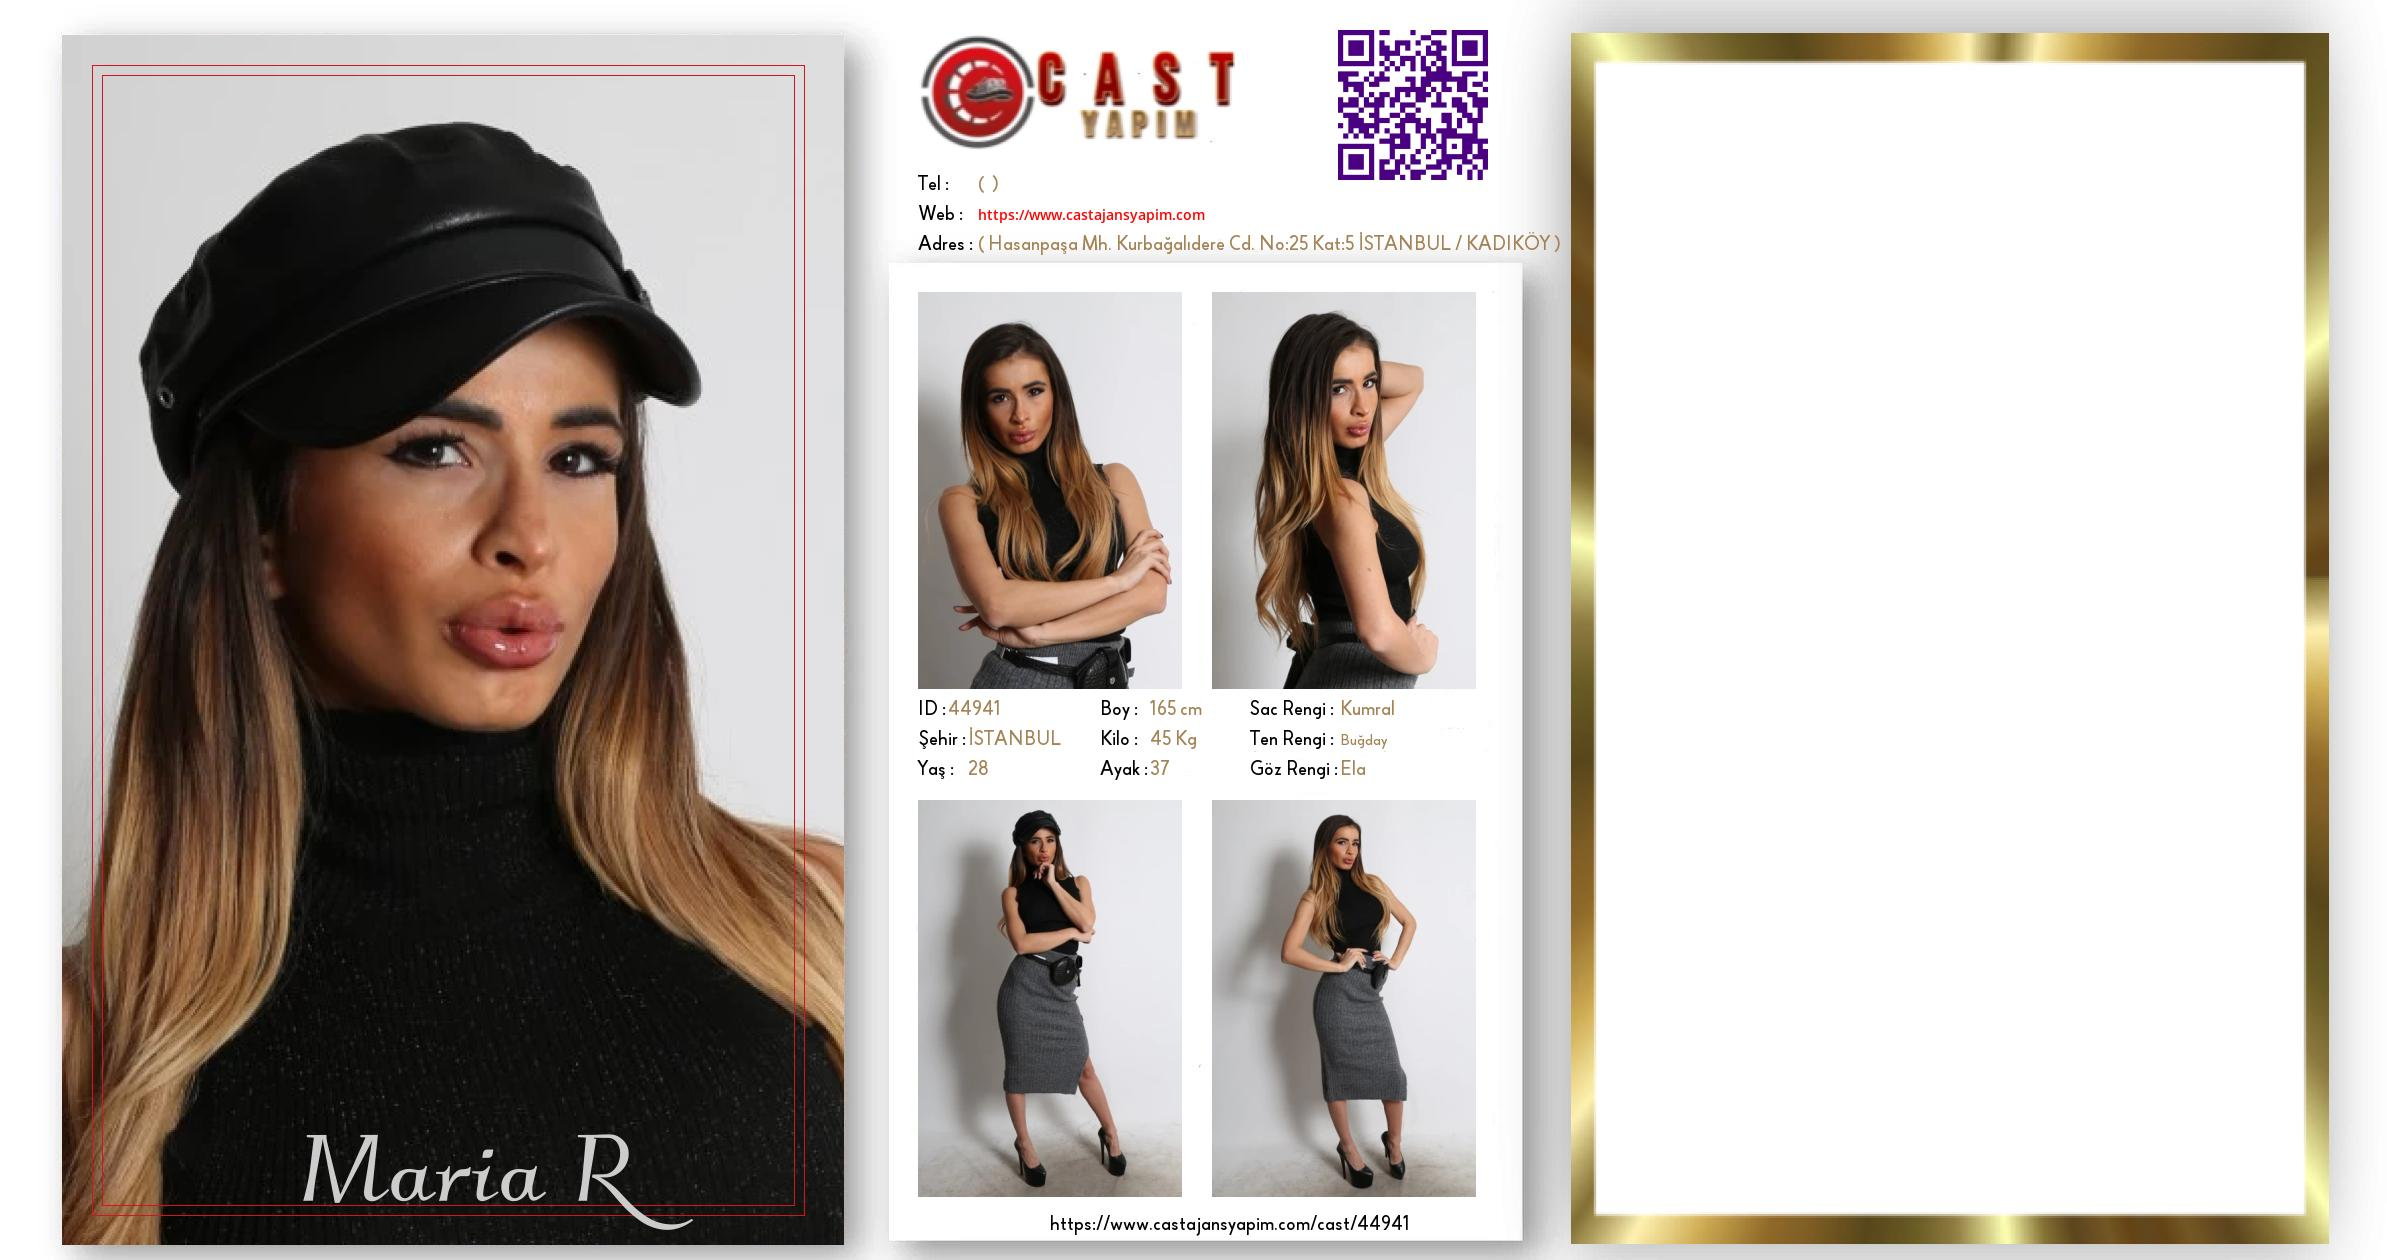 Maria R
CAST
YAPIM
Tel : ( )
Web : https://www.castajansyapim.com
Adres : ( Hasanpaşa Mh. Kurbağalıdere Cd. No:25 Kat:5 İSTANBUL / KADIKÖY )
ID : 44941 Boy : 165 cm Sac Rengi : Kumral
Şehir : İSTANBUL Kilo : 45 Kg Ten Rengi : Buğday
Yaş : 28 Ayak : 37 Göz Rengi : Ela
https://www.castajansyapim.com/cast/44941